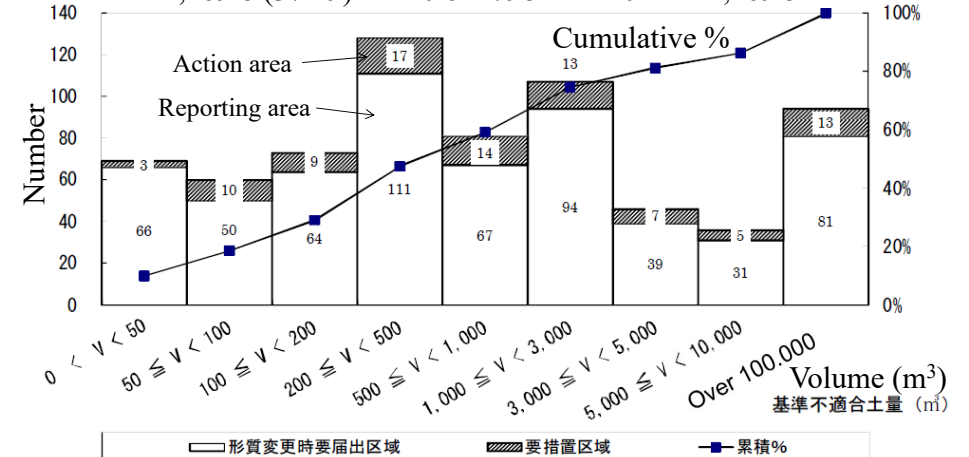 140
120
100
80
60
40
20
0
Number
100%
80%
60%
40%
20%
0%
Cumulative %
Action area
Reporting area
3
66
10
50
9
64
17
111
14
67
13
94
7
39
5
31
13
81
0 < V < 50
50 ≦ V < 100
100 ≦ V < 200
200 ≦ V < 500
500 ≦ V < 1,000
1,000 ≦ V < 3,000
3,000 ≦ V < 5,000
5,000 ≦ V < 10,000
Over 100.000
Volume (m³)
基準不適合土量 (㎥)
形質変更時要届出区域 要措置区域 累積%